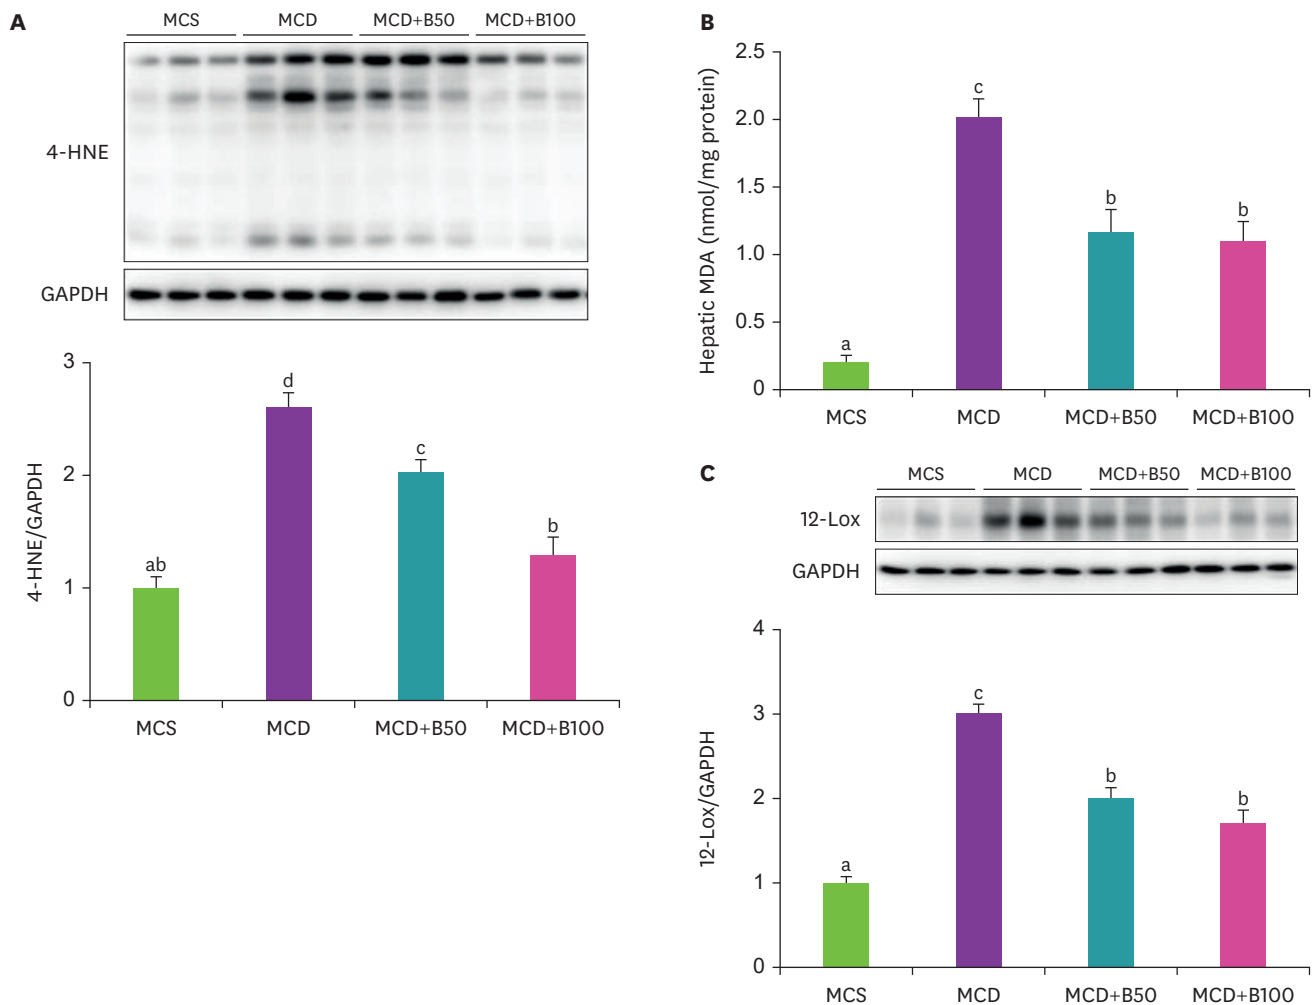 A
MCS MCD MCD+B50 MCD+B100
4-HNE
GAPDH
3
2
1
0
4-HNE/GAPDH
ab
d
c
b
MCS MCD MCD+B50 MCD+B100
B
2.5
2.0
1.5
1.0
0.5
0
Hepatic MDA (nmol/mg protein)
a
c
b
b
MCS MCD MCD+B50 MCD+B100
C
MCS MCD MCD+B50 MCD+B100
12-Lox
GAPDH
4
3
2
1
0
12-Lox/GAPDH
a
c
b
b
MCS MCD MCD+B50 MCD+B100